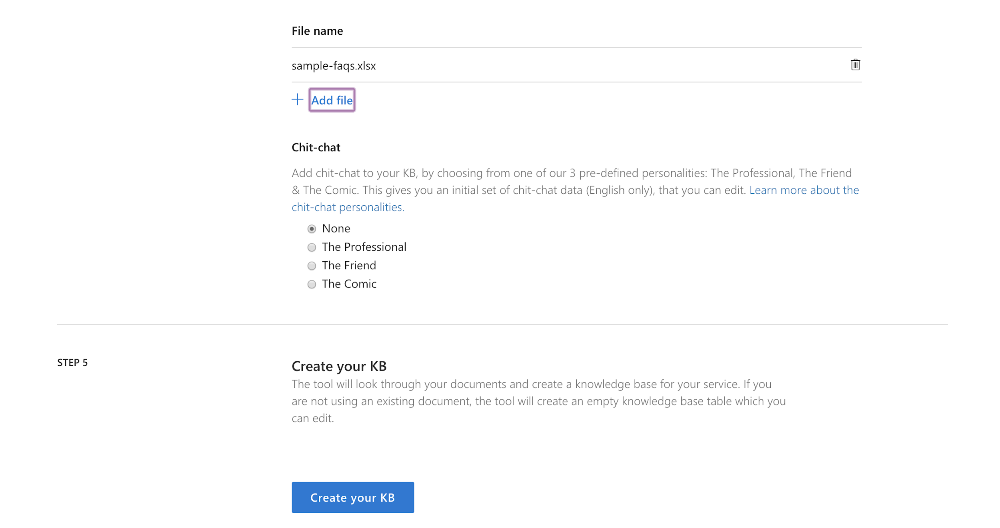 File name
sample-faqs.xlsx
Add file
Chit-chat
Add chit-chat to your KB, by choosing from one of our 3 pre-defined personalities: The Professional, The Friend
& The Comic. This gives you an initial set of chit-chat data (English only), that you can edit. Learn more about the
chit-chat personalities.
None
The Professional
The Friend
The Comic
STEP 5
Create your KB
The tool will look through your documents and create a knowledge base for your service. If you
are not using an existing document, the tool will create an empty knowledge base table which you
can edit.
Create your KB